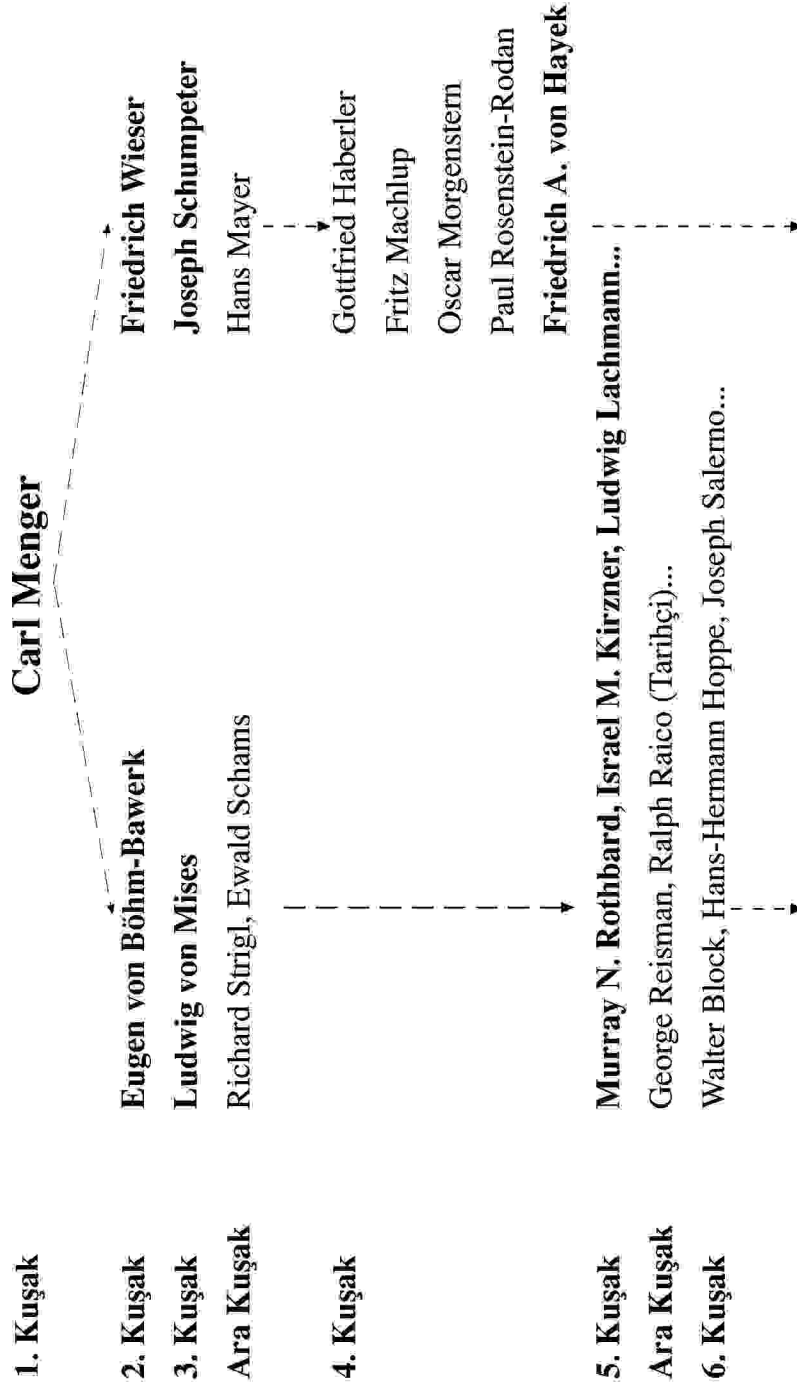 Carl Menger
1. Kuşak
2. Kuşak
Eugen von Böhm-Bawerk
Friedrich Wieser
3. Kuşak
Ludwig von Mises
Joseph Schumpeter
Ara Kuşak
Richard Strigl, Ewald Schams
Hans Mayer
4. Kuşak
Gottfried Haberler
Fritz Machlup
Oscar Morgenstern
Paul Rosenstein-Rodan
Friedrich A. von Hayek
5. Kuşak
Murray N. Rothbard, Israel M. Kirzner, Ludwig Lachmann...
Ara Kuşak
George Reisman, Ralph Raico (Tarihçi)...
6. Kuşak
Walter Block, Hans-Hermann Hoppe, Joseph Salerno...